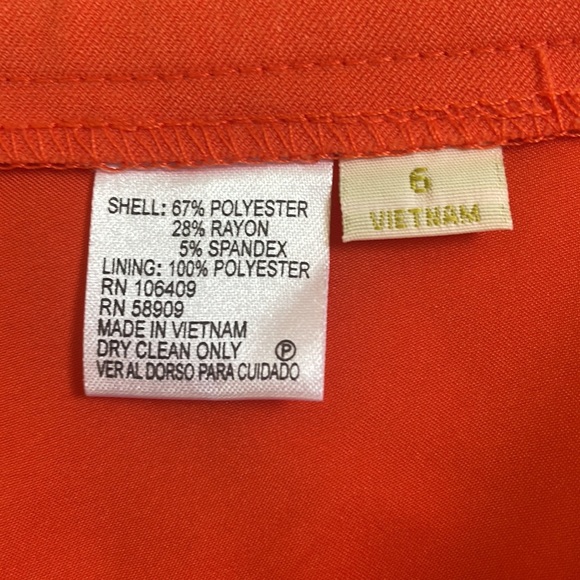 SHELL: 67% POLYESTER
28% RAYON
5% SPANDEX
LINING: 100% POLYESTER
RN 106409
RN 58909
MADE IN VIETNAM
DRY CLEAN ONLY Ⓟ
VER AL DORSO PARA CUIDADO
6
VIETNAM